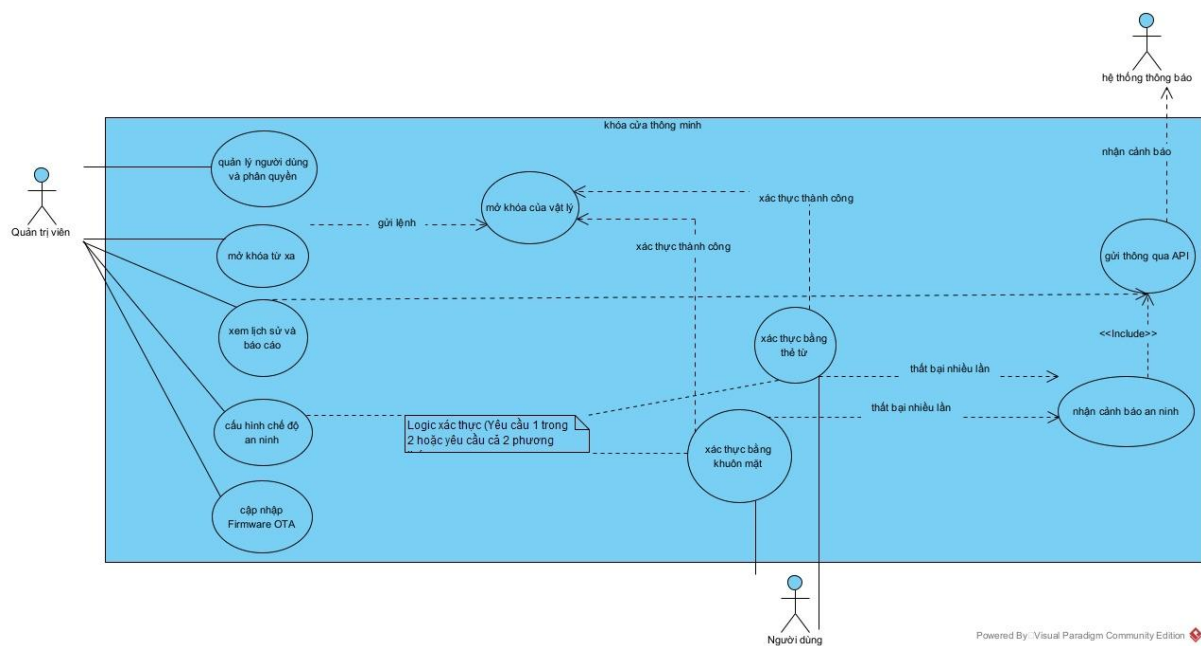 hệ thống thông báo
khóa cửa thông minh
quản lý người dùng
và phân quyền
nhận cảnh báo
Quản trị viên
mở khóa của vật lý
xác thực thành công
gửi lệnh
mở khóa từ xa
xác thực thành công
gửi thông qua API
xem lịch sử và
báo cáo
xác thực bằng
thẻ từ
<<Include>>
thất bại nhiều lần
cấu hình chế độ
an ninh
Logic xác thực (Yêu cầu 1 trong
2 hoặc yêu cầu cả 2 phương
thất bại nhiều lần
nhận cảnh báo an ninh
xác thực bằng
khuôn mặt
cập nhập
Firmware OTA
Người dùng
Powered By Visual Paradigm Community Edition